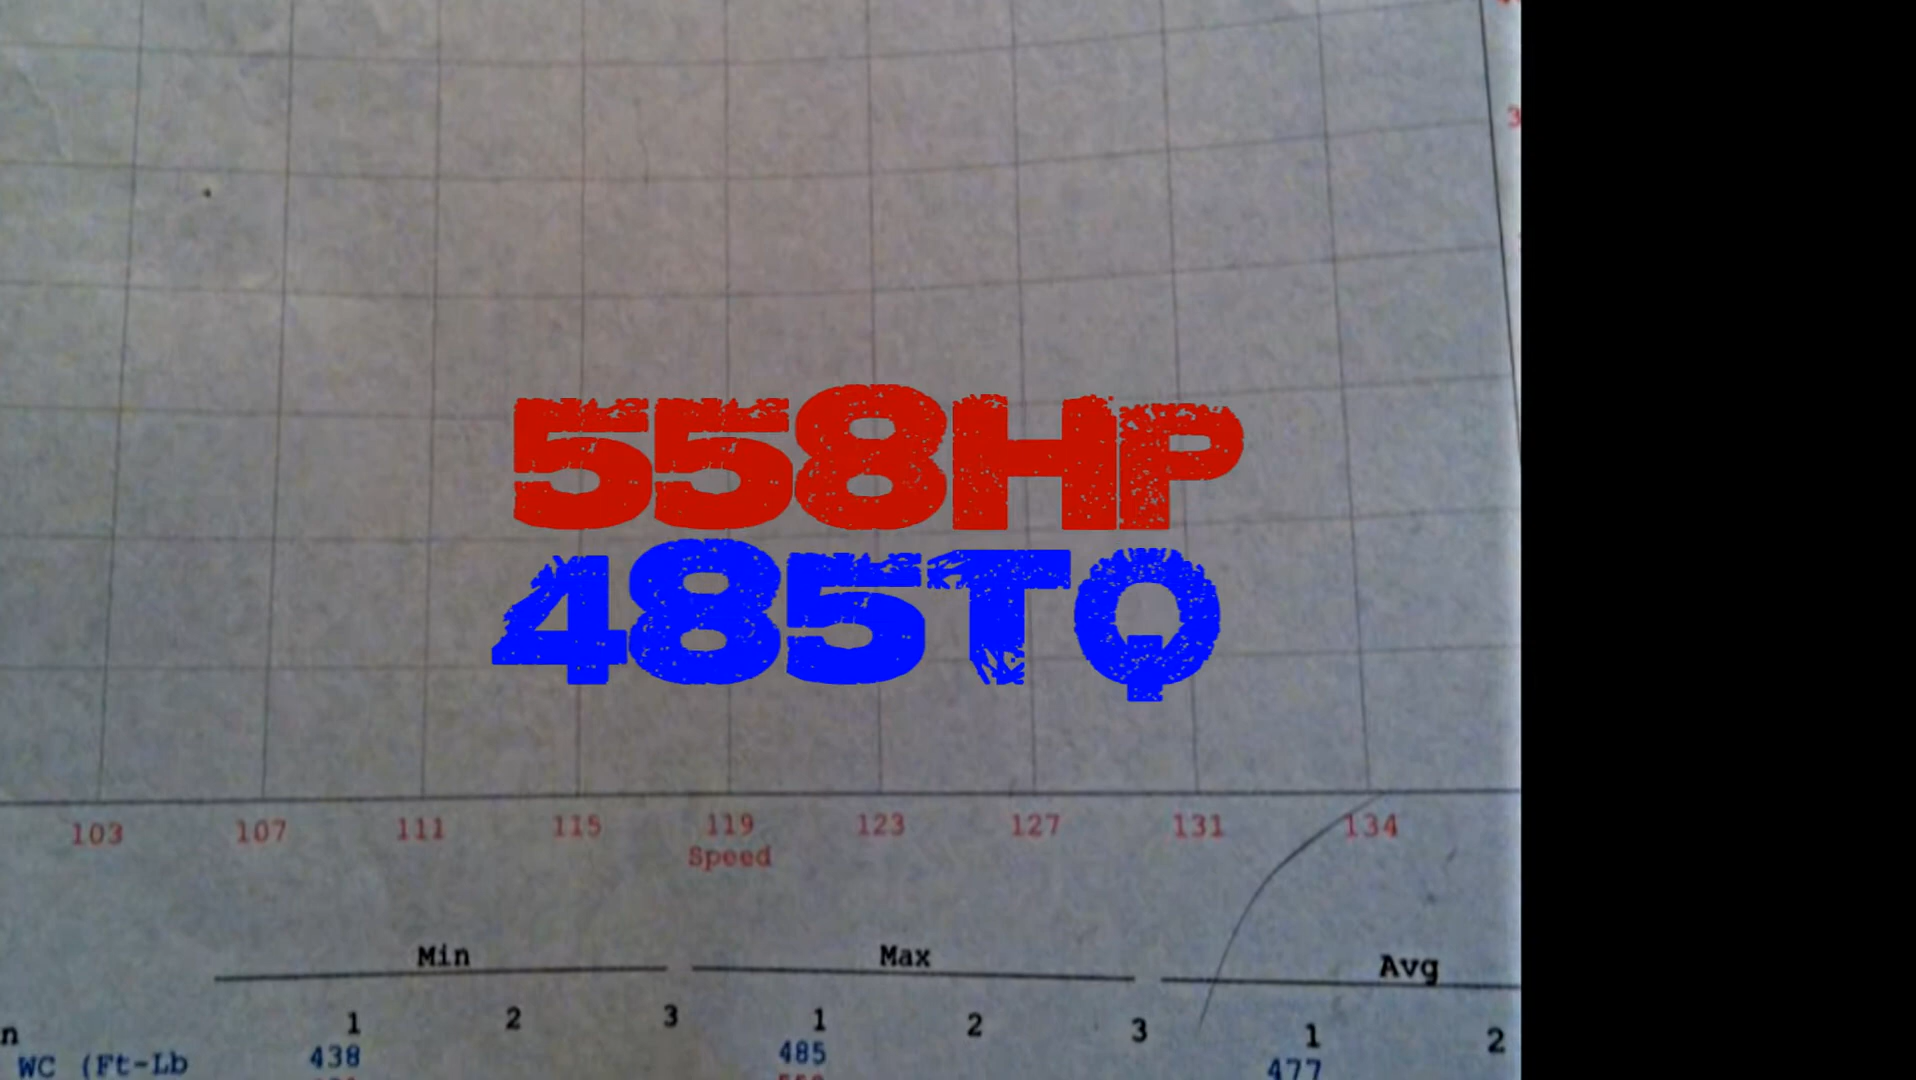 558HP
485TQ
103 107 111 115 119 123 127 131 134
Speed
Min Max Avg
1 2 3 1 2 3 1 2
WC (Ft-Lb 438 485 477